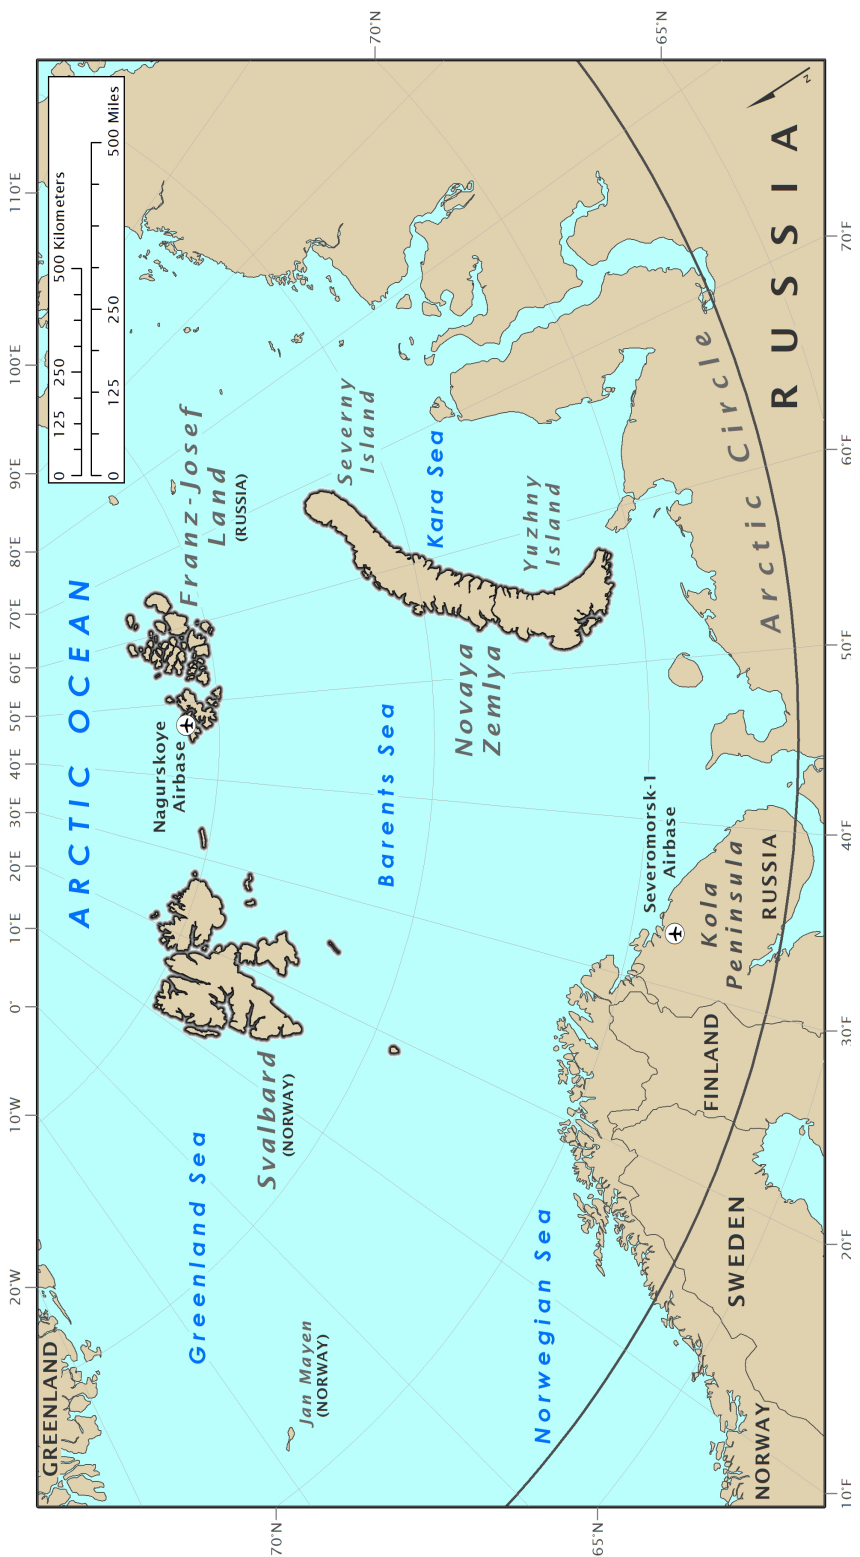 20°W 10°W 0° 10°E 20°E 30°E 40°E 50°E 60°E 70°E 80°E 90°E 100°E 110°E
GREENLAND
ARCTIC OCEAN
0 125 250 500 Kilometers
0 125 250 500 Miles
Nagurskoye
Airbase
Franz-Josef
Land
(RUSSIA)
Greenland Sea
Svalbard
(NORWAY)
70°N
Jan Mayen
(NORWAY)
Severny
Island
70°N
Barents Sea
Kara Sea
Novaya
Zemlya
Yuzhny
Island
Norwegian Sea
65°N
Severomorsk-1
Airbase
65°N
Kola
Peninsula
RUSSIA
FINLAND
SWEDEN
NORWAY
Arctic Circle
RUSSIA
N
10°E 20°E 30°E 40°E 50°E 60°E 70°E